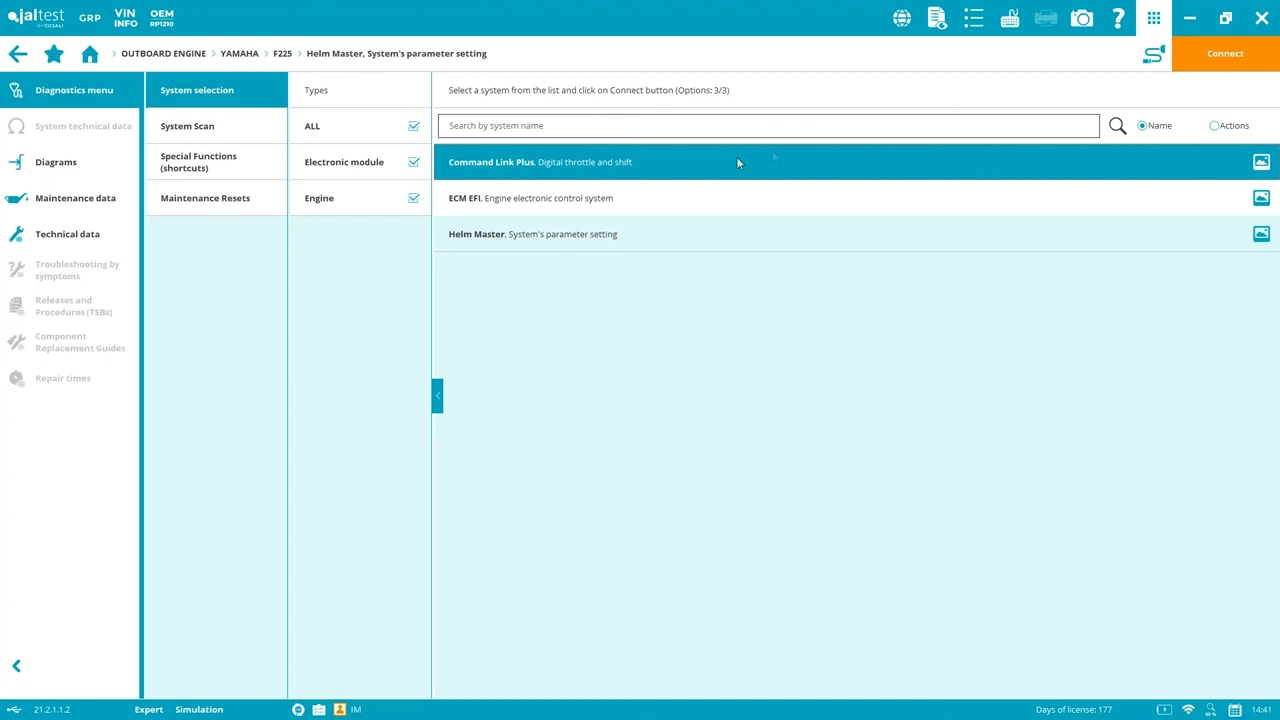 jaltest
BY COJALI
GRP
VIN
INFO
OEM
RP1210
OUTBOARD ENGINE > YAMAHA > F225 > Helm Master, System's parameter setting
Connect
Diagnostics menu
System technical data
Diagrams
Maintenance data
Technical data
Troubleshooting by
symptoms
Releases and
Procedures (TSBs)
Component
Replacement Guides
Repair times
System selection
System Scan
Special Functions
(shortcuts)
Maintenance Resets
Types
ALL
Electronic module
Engine
Select a system from the list and click on Connect button (Options: 3/3)
Search by system name
Name
Actions
Command Link Plus, Digital throttle and shift
ECM EFI, Engine electronic control system
Helm Master, System's parameter setting
21.2.1.1.2
Expert
Simulation
IM
Days of license: 177
14:41